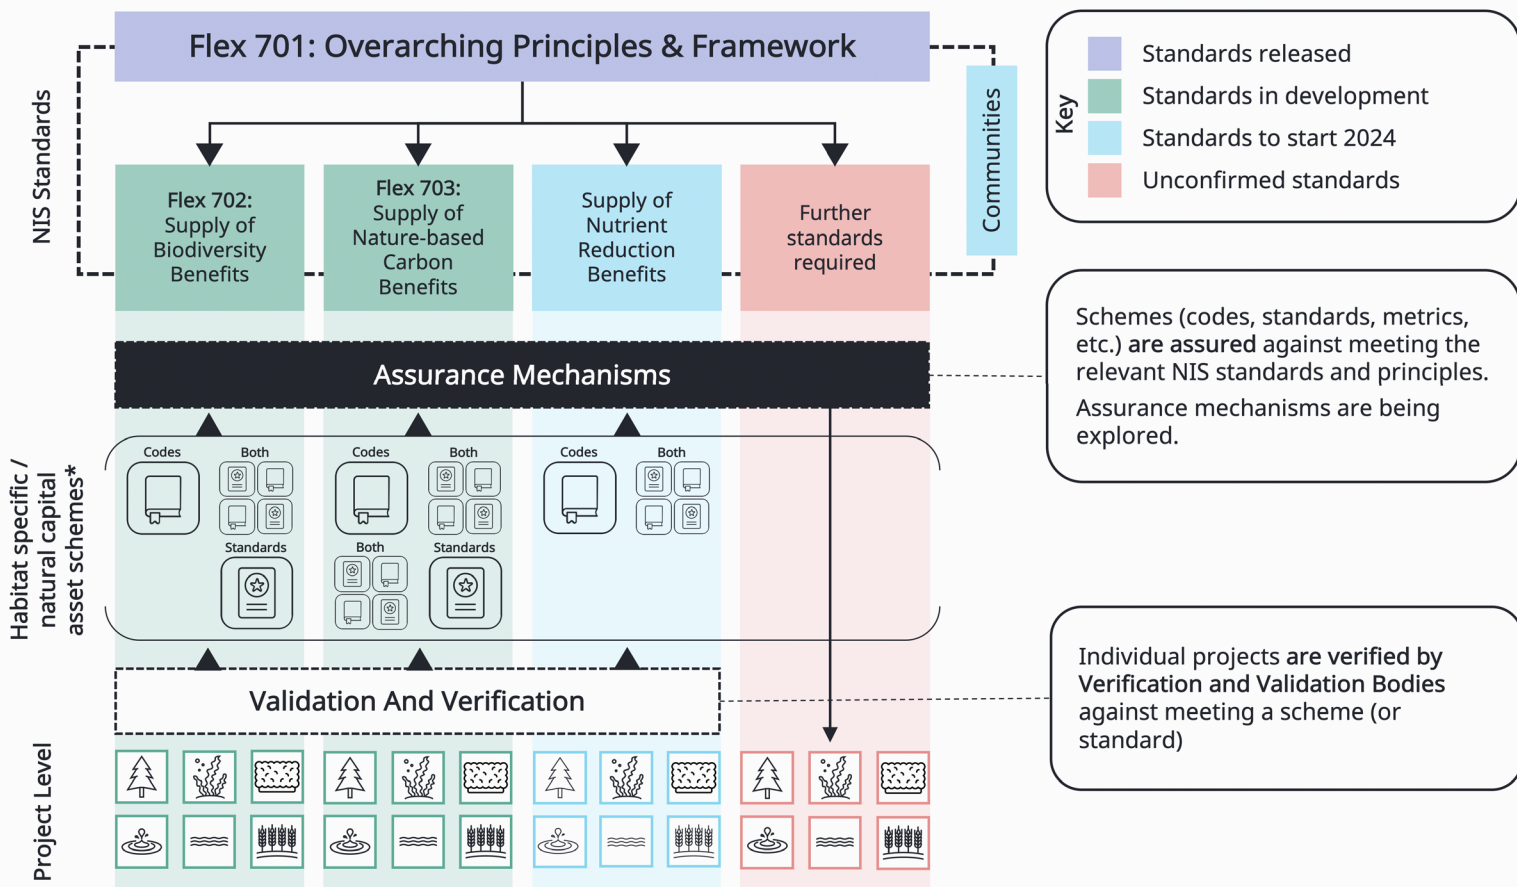 Flex 701: Overarching Principles & Framework
NIS Standards
Communities
Key
Standards released
Standards in development
Standards to start 2024
Unconfirmed standards
Flex 702:
Supply of
Biodiversity
Benefits
Flex 703:
Supply of
Nature-based
Carbon
Benefits
Supply of
Nutrient
Reduction
Benefits
Further
standards
required
Assurance Mechanisms
Schemes (codes, standards, metrics,
etc.) are assured against meeting the
relevant NIS standards and principles.
Assurance mechanisms are being
explored.
Habitat specific /
natural capital
asset schemes*
Codes
Both
Standards
Codes
Both
Both
Standards
Codes
Both
Validation And Verification
Individual projects are verified by
Verification and Validation Bodies
against meeting a scheme (or
standard)
Project Level